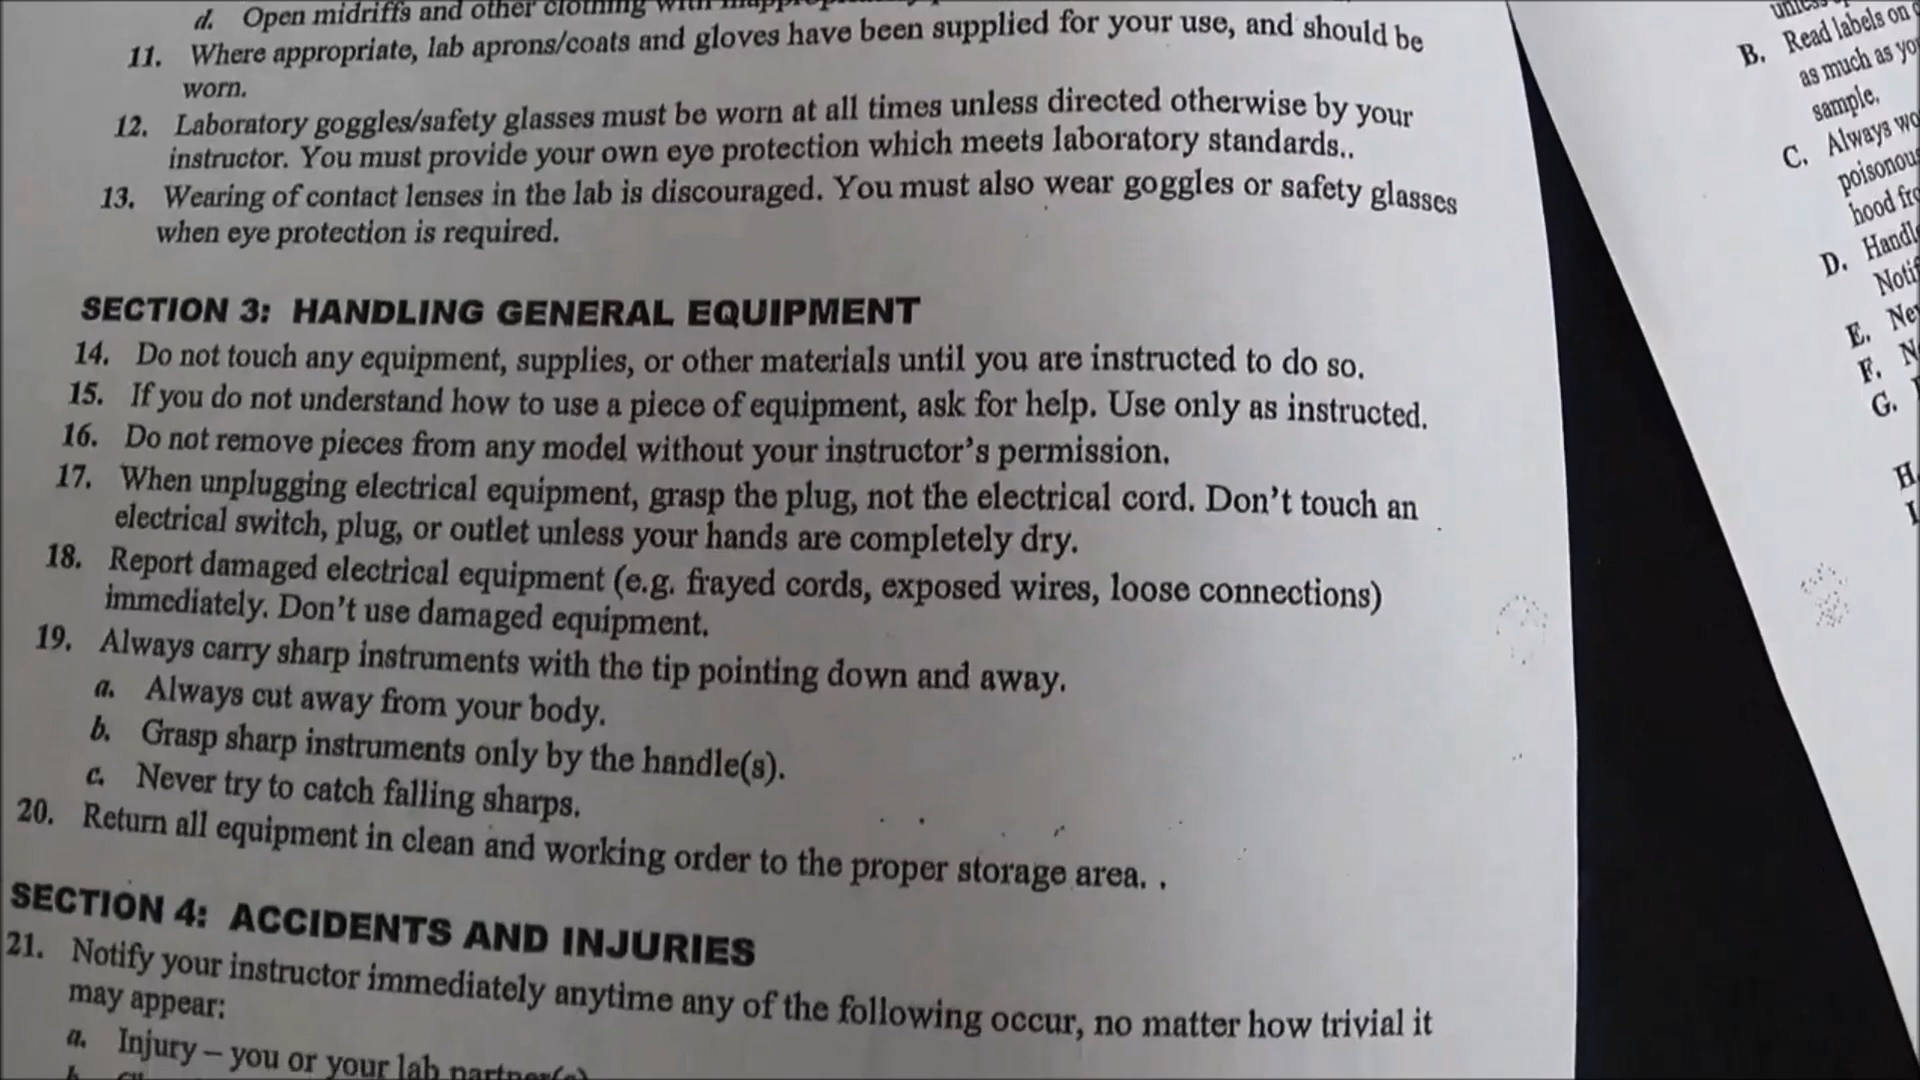 d. Open midriffs and other clothing with
11. Where appropriate, lab aprons/coats and gloves have been supplied for your use, and should be
worn.
12. Laboratory goggles/safety glasses must be worn at all times unless directed otherwise by your
instructor. You must provide your own eye protection which meets laboratory standards..
13. Wearing of contact lenses in the lab is discouraged. You must also wear goggles or safety glasses
when eye protection is required.
SECTION 3: HANDLING GENERAL EQUIPMENT
14. Do not touch any equipment, supplies, or other materials until you are instructed to do so.
15. If you do not understand how to use a piece of equipment, ask for help. Use only as instructed.
16. Do not remove pieces from any model without your instructor's permission.
17. When unplugging electrical equipment, grasp the plug, not the electrical cord. Don't touch an
electrical switch, plug, or outlet unless your hands are completely dry.
18. Report damaged electrical equipment (e.g. frayed cords, exposed wires, loose connections)
immediately. Don't use damaged equipment.
19. Always carry sharp instruments with the tip pointing down and away.
a. Always cut away from your body.
b. Grasp sharp instruments only by the handle(s).
c. Never try to catch falling sharps.
20. Return all equipment in clean and working order to the proper storage area. .
SECTION 4: ACCIDENTS AND INJURIES
21. Notify your instructor immediately anytime any of the following occur, no matter how trivial it
may appear:
a. Injury – you or your lab partner(s)
b.
B. Read labels on
as much as
sample.
C. Always
poisonous
hood
D.
E.
F.
G.
H.
I.